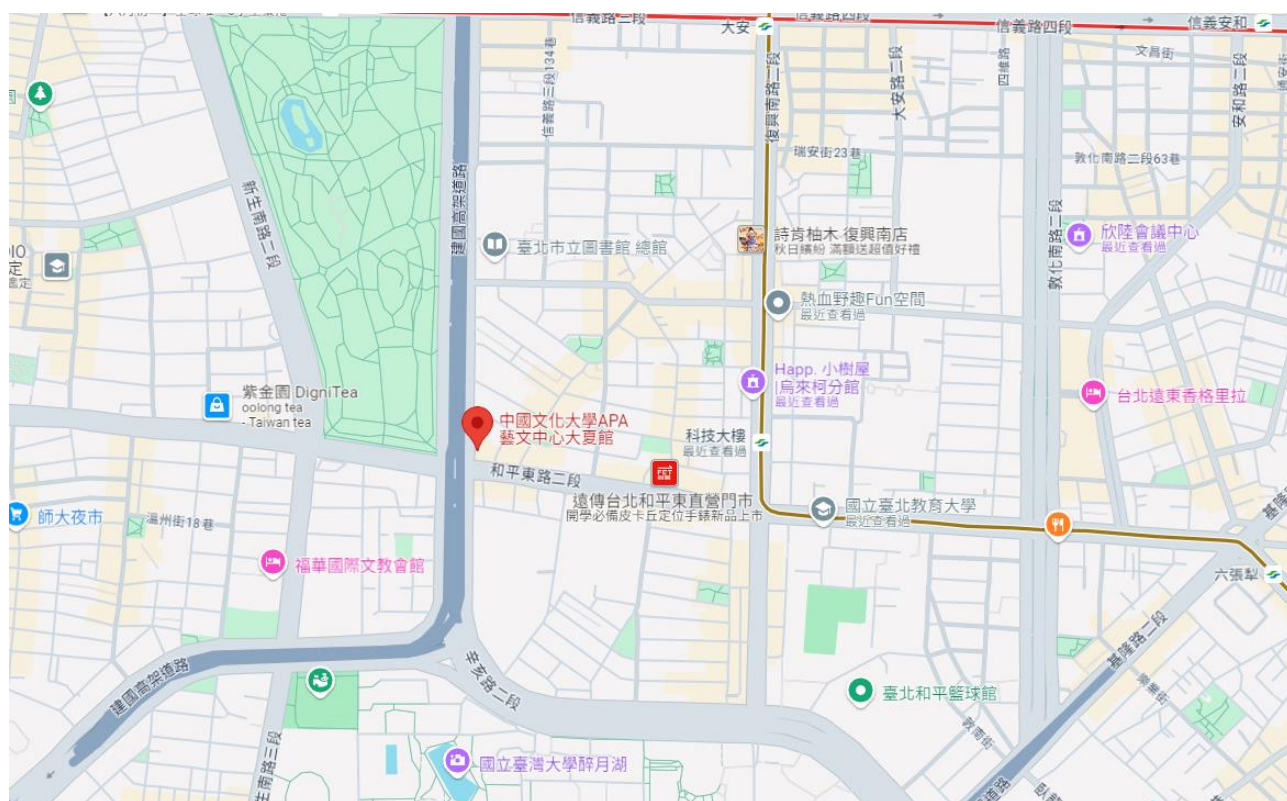 信義路三段
大安
信義路四段
信義路四段
信義安和
文昌街
信義路三段134巷
復興南路二段
大安路二段
四維路
安和路二段
通安街
瑞安街23巷
敦化南路二段63巷
新生南路二段
建國高架道路
臺北市立圖書館 總館
詩肯柚木 復興南店
秋日繽紛 滿額送超值好禮
欣陸會議中心
最近查看過
敦化南路二段
熱血野趣Fun空間
最近查看過
Happ. 小樹屋
|烏來柯分館
最近查看過
紫金園 DigniTea
oolong tea
- Taiwan tea
台北遠東香格里拉
中國文化大學APA
藝文中心大夏館
科技大樓
最近查看過
和平東路二段
遠傳台北和平東直營門市
開學必備皮卡丘定位手錶新品上市
國立臺北教育大學
最近查看過
師大夜市
溫州街18巷
福華國際文教會館
六張犁
基隆路二段
樂業街
建國高架道路
辛亥路二段
臺北和平籃球館
敦南街
國立臺灣大學醉月湖
生南路三段